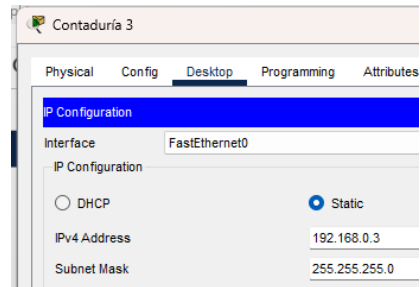 Contaduría 3
Physical Config Desktop Programming Attributes
IP Configuration
Interface FastEthernet0
IP Configuration
DHCP Static
IPv4 Address 192.168.0.3
Subnet Mask 255.255.255.0